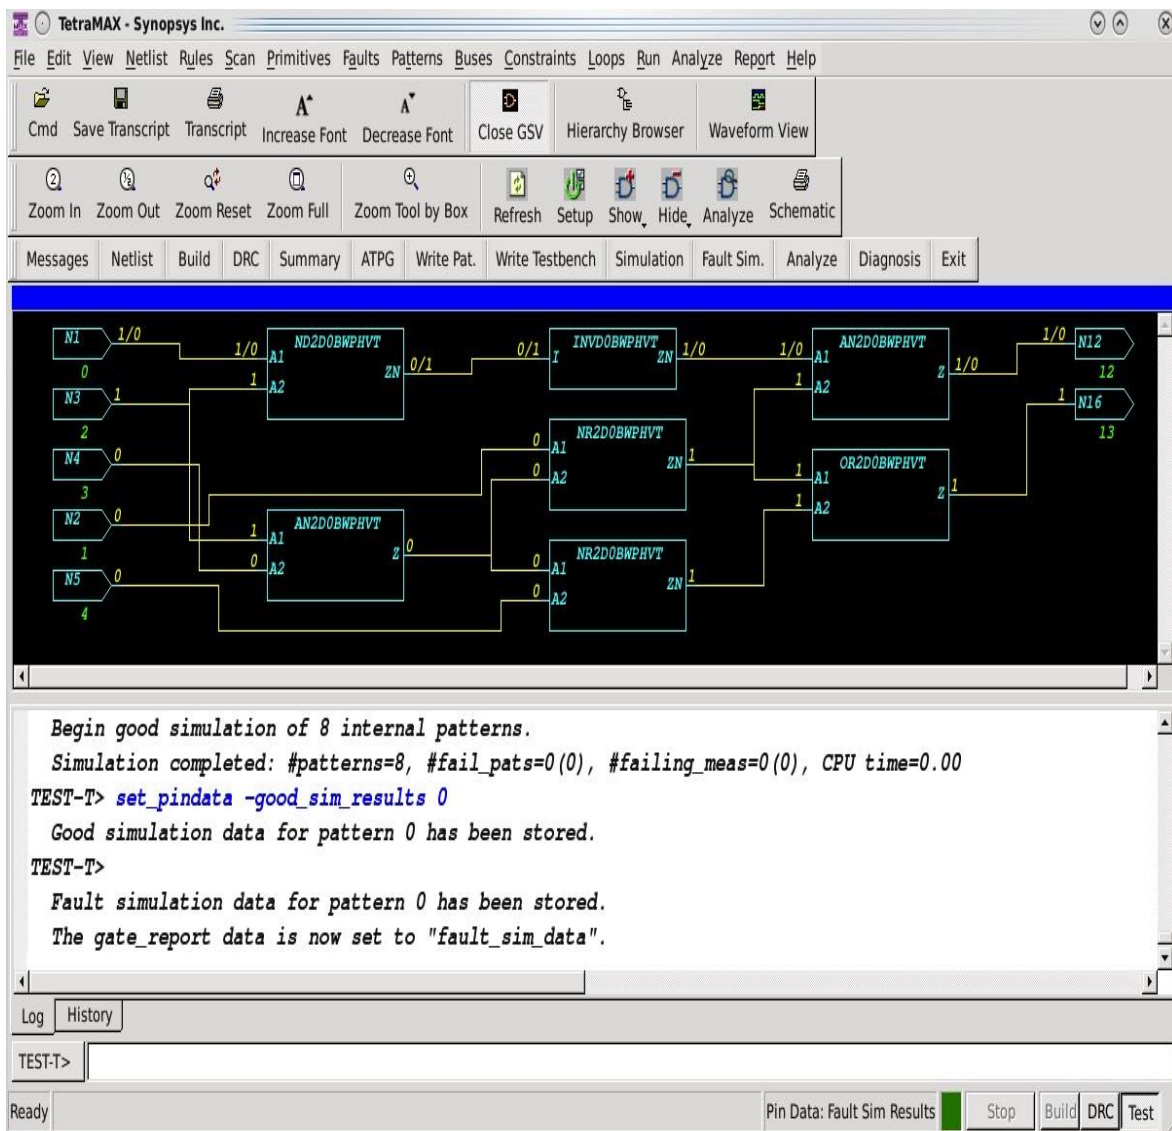 TetraMAX - Synopsys Inc.
File Edit View Netlist Rules Scan Primitives Faults Patterns Buses Constraints Loops Run Analyze Report Help
Cmd Save Transcript Transcript Increase Font Decrease Font Close GSV Hierarchy Browser Waveform View
Zoom In Zoom Out Zoom Reset Zoom Full Zoom Tool by Box Refresh Setup Show Hide Analyze Schematic
Messages Netlist Build DRC Summary ATPG Write Pat. Write Testbench Simulation Fault Sim. Analyze Diagnosis Exit
N1 1/0 1/0 A1 ND2D0BWPHVT ZN 0/1 0/1 I INVD0BWPHVT ZN 1/0 1/0 A1 AN2D0BWPHVT Z 1/0 1/0 N12
0 1 A2 1 A2 12
N3 1 1 N16
2 13
N4 0 0 A1 NR2D0BWPHVT ZN 1 1 A1 OR2D0BWPHVT Z 1
3 0 A2 1 A2
N2 0 1 A1 AN2D0BWPHVT Z 0
1 0 A2
N5 0 0 A1 NR2D0BWPHVT ZN 1
4 0 A2
Begin good simulation of 8 internal patterns.
Simulation completed: #patterns=8, #fail_pats=0(0), #failing_meas=0(0), CPU time=0.00
TEST-T> set_pindata -good_sim_results 0
Good simulation data for pattern 0 has been stored.
TEST-T>
Fault simulation data for pattern 0 has been stored.
The gate_report data is now set to "fault_sim_data".
Log History
TEST-T>
Ready Pin Data: Fault Sim Results Stop Build DRC Test